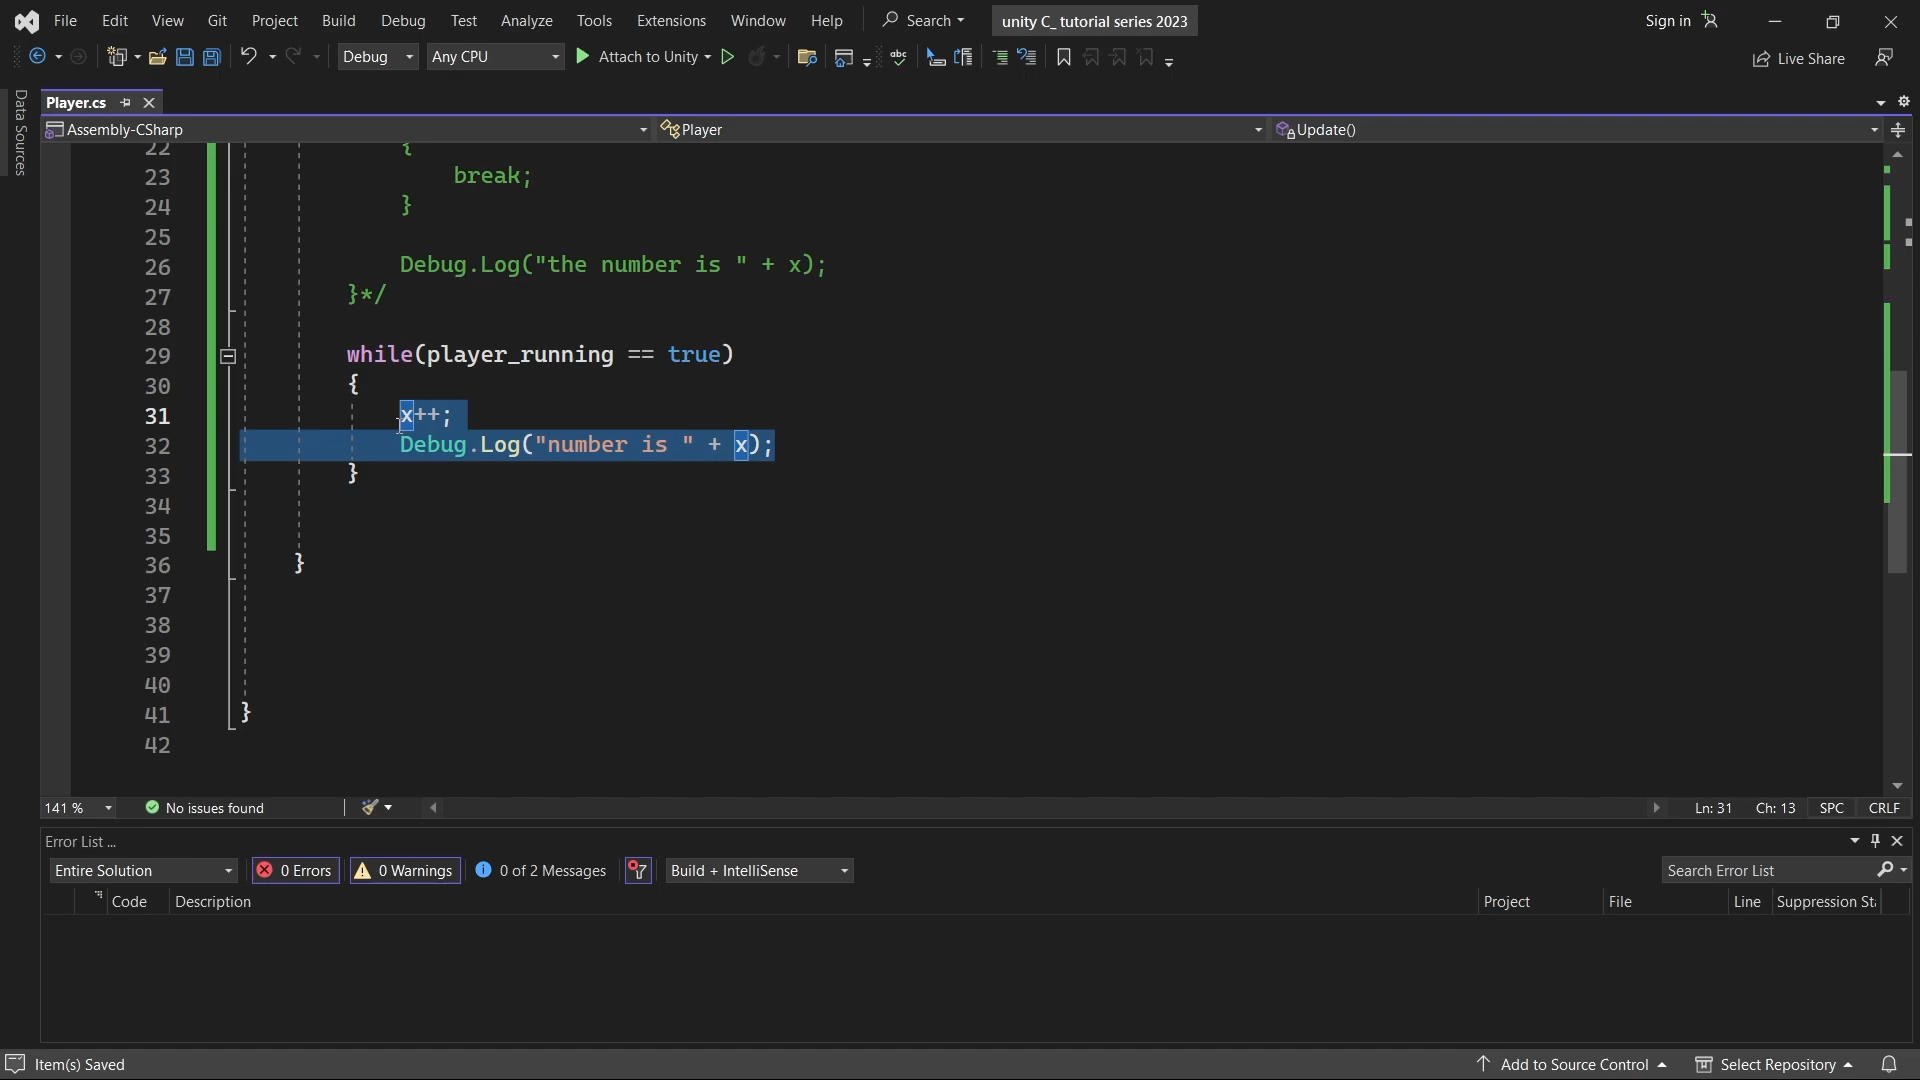 File Edit View Git Project Build Debug Test Analyze Tools Extensions Window Help Search unity C_ tutorial series 2023 Sign in
Debug Any CPU Attach to Unity abc Live Share
Data Sources
Player.cs
Assembly-CSharp Player Update()
22 {
23 break;
24 }
25
26 Debug.Log("the number is " + x);
27 }*/
28
29 while(player_running == true)
30 {
31 x++;
32 Debug.Log("number is " + x);
33 }
34
35
36 }
37
38
39
40
41 }
42
141 % No issues found Ln: 31 Ch: 13 SPC CRLF
Error List ...
Entire Solution 0 Errors 0 Warnings 0 of 2 Messages Build + IntelliSense Search Error List
Code Description Project File Line Suppression St
Item(s) Saved Add to Source Control Select Repository